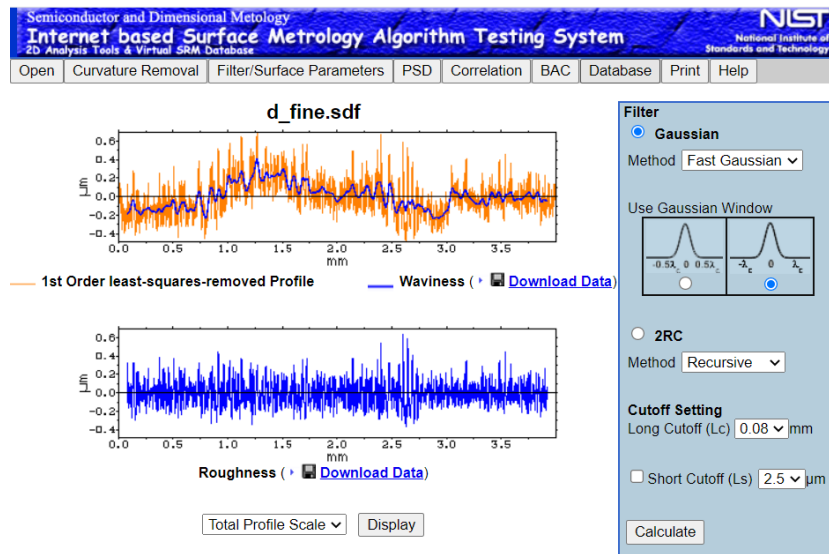 Semiconductor and Dimensional Metology
Internet based Surface Metrology Algorithm Testing System
2D Analysis Tools & Virtual SRM Database
NIST
National Institute of
Standards and Technology
Open Curvature Removal Filter/Surface Parameters PSD Correlation BAC Database Print Help
d_fine.sdf
0.6
0.4
0.2
0.0
-0.2
-0.4
µm
0.0 0.5 1.0 1.5 2.0 2.5 3.0 3.5
mm
1st Order least-squares-removed Profile Waviness ( Download Data)
0.6
0.4
0.2
0.0
-0.2
-0.4
µm
0.0 0.5 1.0 1.5 2.0 2.5 3.0 3.5
mm
Roughness ( Download Data)
Total Profile Scale Display
Filter
Gaussian
Method Fast Gaussian
Use Gaussian Window
-0.5λc 0 0.5λc -λc 0 λc
2RC
Method Recursive
Cutoff Setting
Long Cutoff (Lc) 0.08 mm
Short Cutoff (Ls) 2.5 µm
Calculate